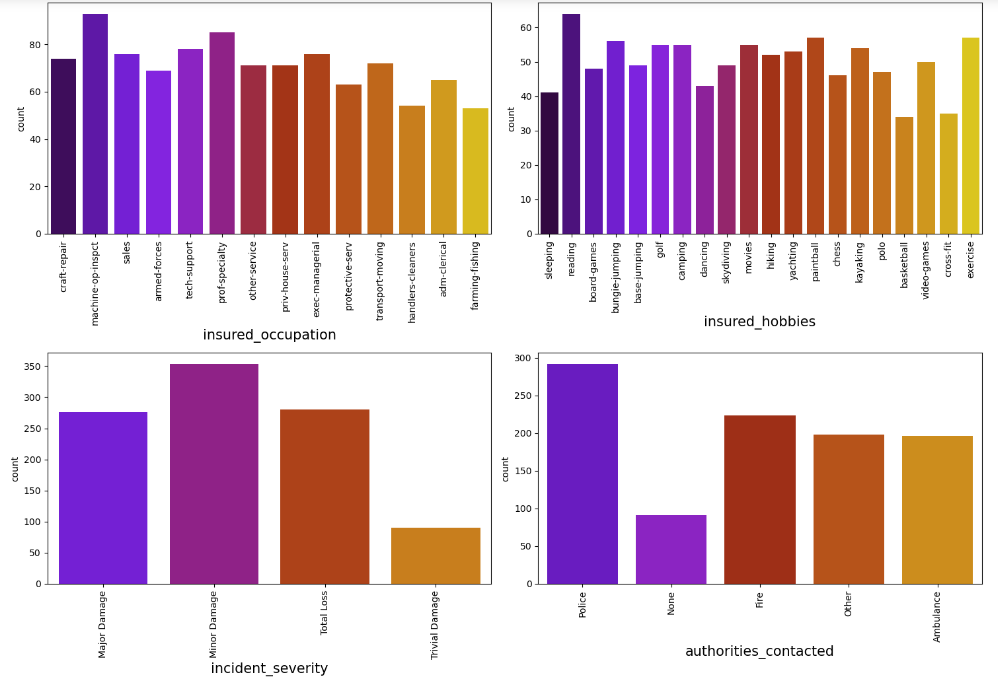 80
60
40
20
0
count
craft-repair
machine-op-inspct
sales
armed-forces
tech-support
prof-specialty
other-service
priv-house-serv
exec-managerial
protective-serv
transport-moving
handlers-cleaners
adm-clerical
farming-fishing
insured_occupation
60
50
40
30
20
10
0
count
sleeping
reading
board-games
bungie-jumping
base-jumping
golf
camping
dancing
skydiving
movies
hiking
yachting
paintball
chess
kayaking
polo
basketball
video-games
cross-fit
exercise
insured_hobbies
350
300
250
200
150
100
50
0
count
Major Damage
Minor Damage
Total Loss
Trivial Damage
incident_severity
300
250
200
150
100
50
0
count
Police
None
Fire
Other
Ambulance
authorities_contacted